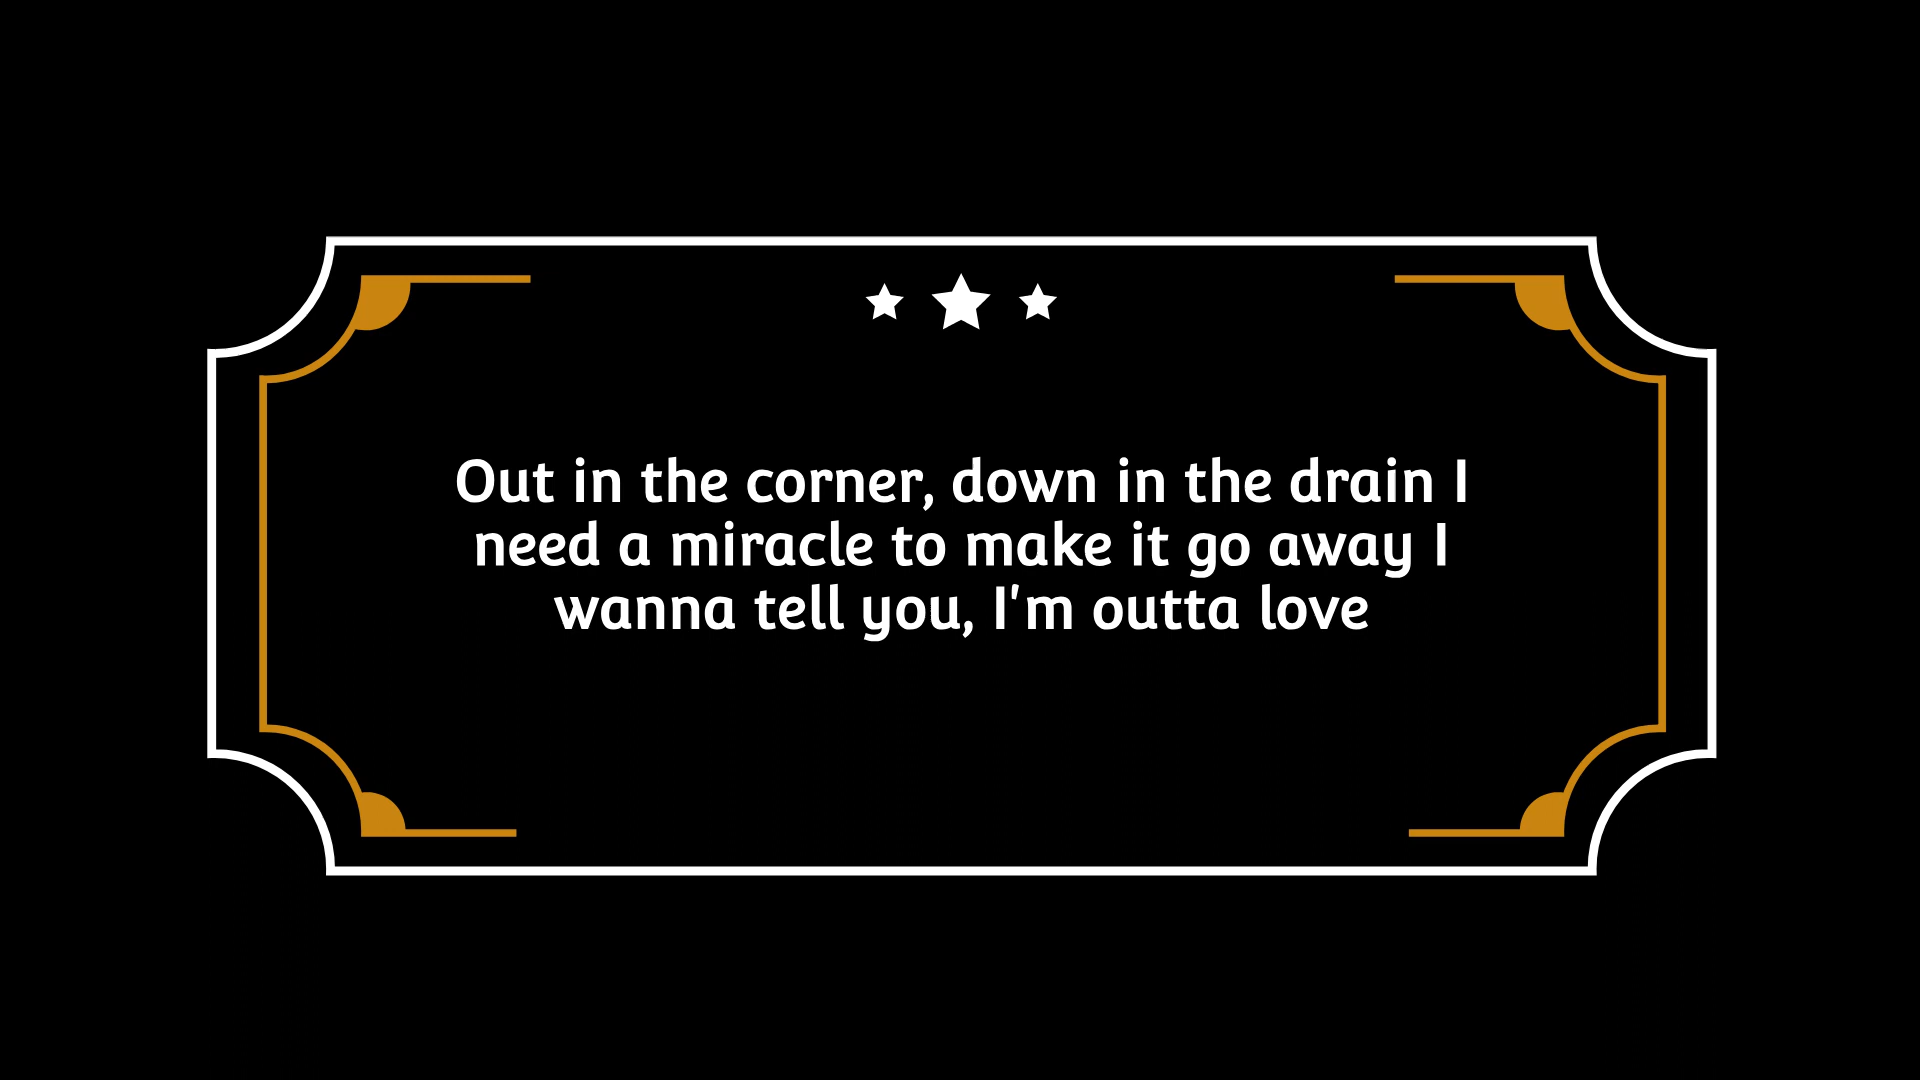 Out in the corner, down in the drain I
need a miracle to make it go away I
wanna tell you, I'm outta love